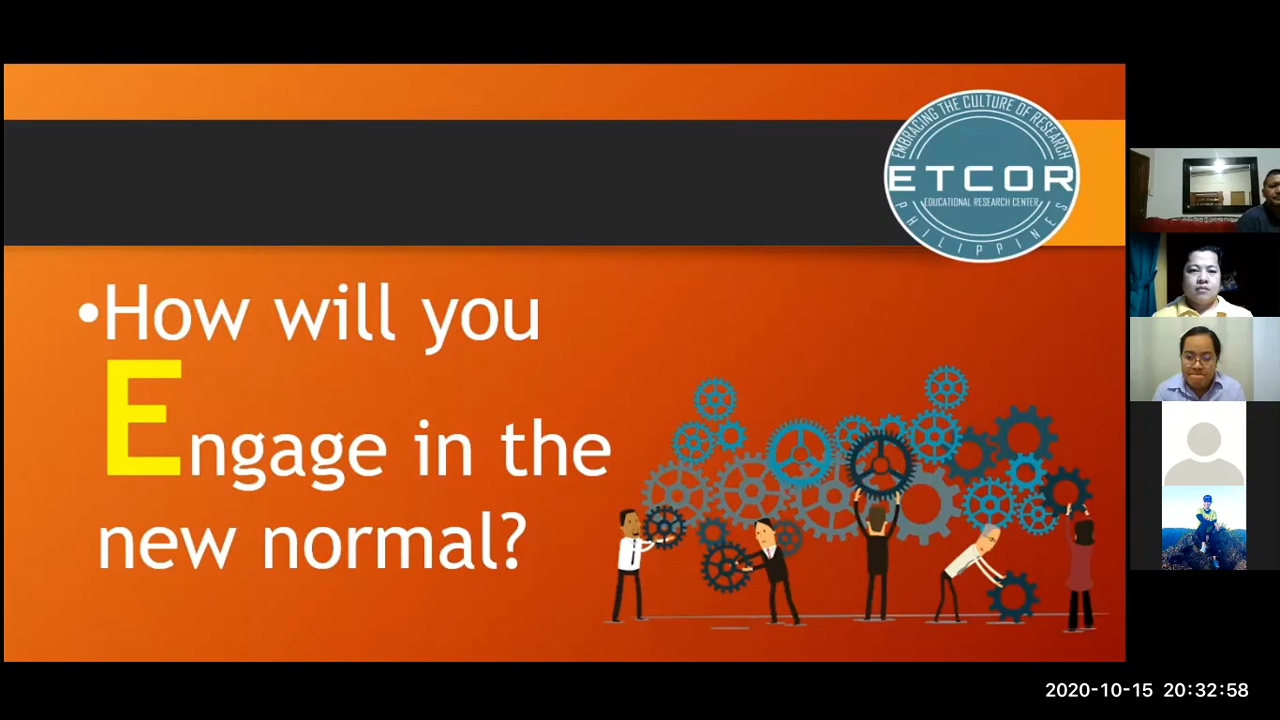 EMBRACING THE CULTURE OF RESEARCH
ETCOR
EDUCATIONAL RESEARCH CENTER
PHILIPPINES
•How will you
Engage in the
new normal?
2020-10-15 20:32:58